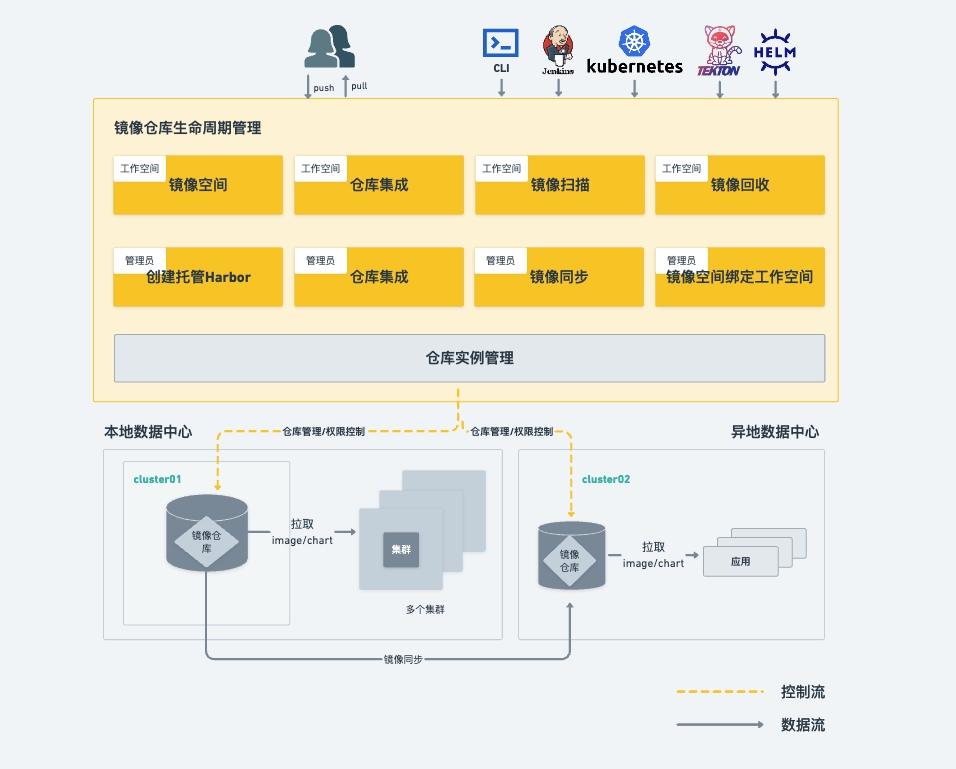 push
pull
CLI
Jenkins
kubernetes
TEKTON
HELM
镜像仓库生命周期管理
工作空间
镜像空间
工作空间
仓库集成
工作空间
镜像扫描
工作空间
镜像回收
管理员
创建托管Harbor
管理员
仓库集成
管理员
镜像同步
管理员
镜像空间绑定工作空间
仓库实例管理
本地数据中心
仓库管理/权限控制
仓库管理/权限控制
异地数据中心
cluster01
镜像仓
库
拉取
image/chart
集群
多个集群
cluster02
镜像
仓库
拉取
image/chart
应用
镜像同步
控制流
数据流